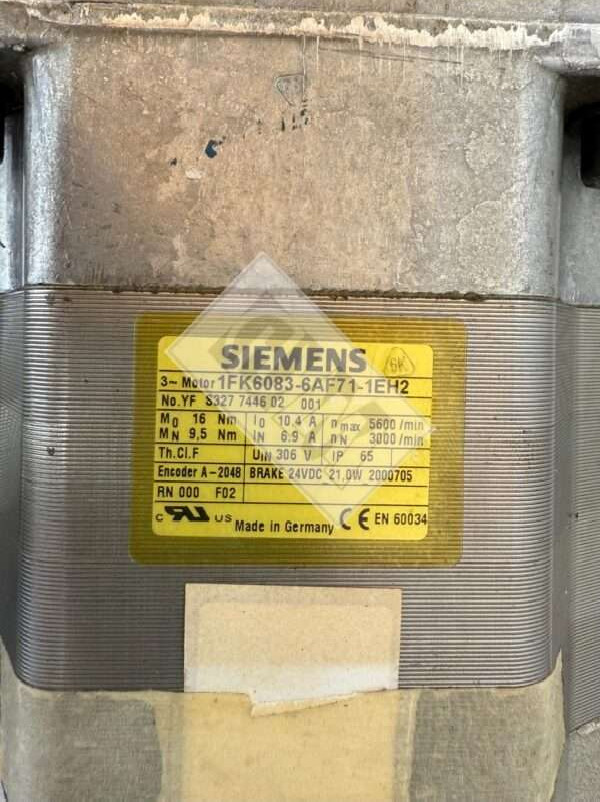 SIEMENS
3~ Motor 1FK6083-6AF71-1EH2
No.YF S327 7446 02 001
M0 16 Nm I0 10.4 A nmax 5600 /min
MN 9,5 Nm IN 6.9 A nN 3000 /min
Th.Cl.F UIN 306 V IP 65
Encoder A-2048 BRAKE 24VDC 21,0W 2000705
RN 000 F02
c RU US Made in Germany CE EN 60034